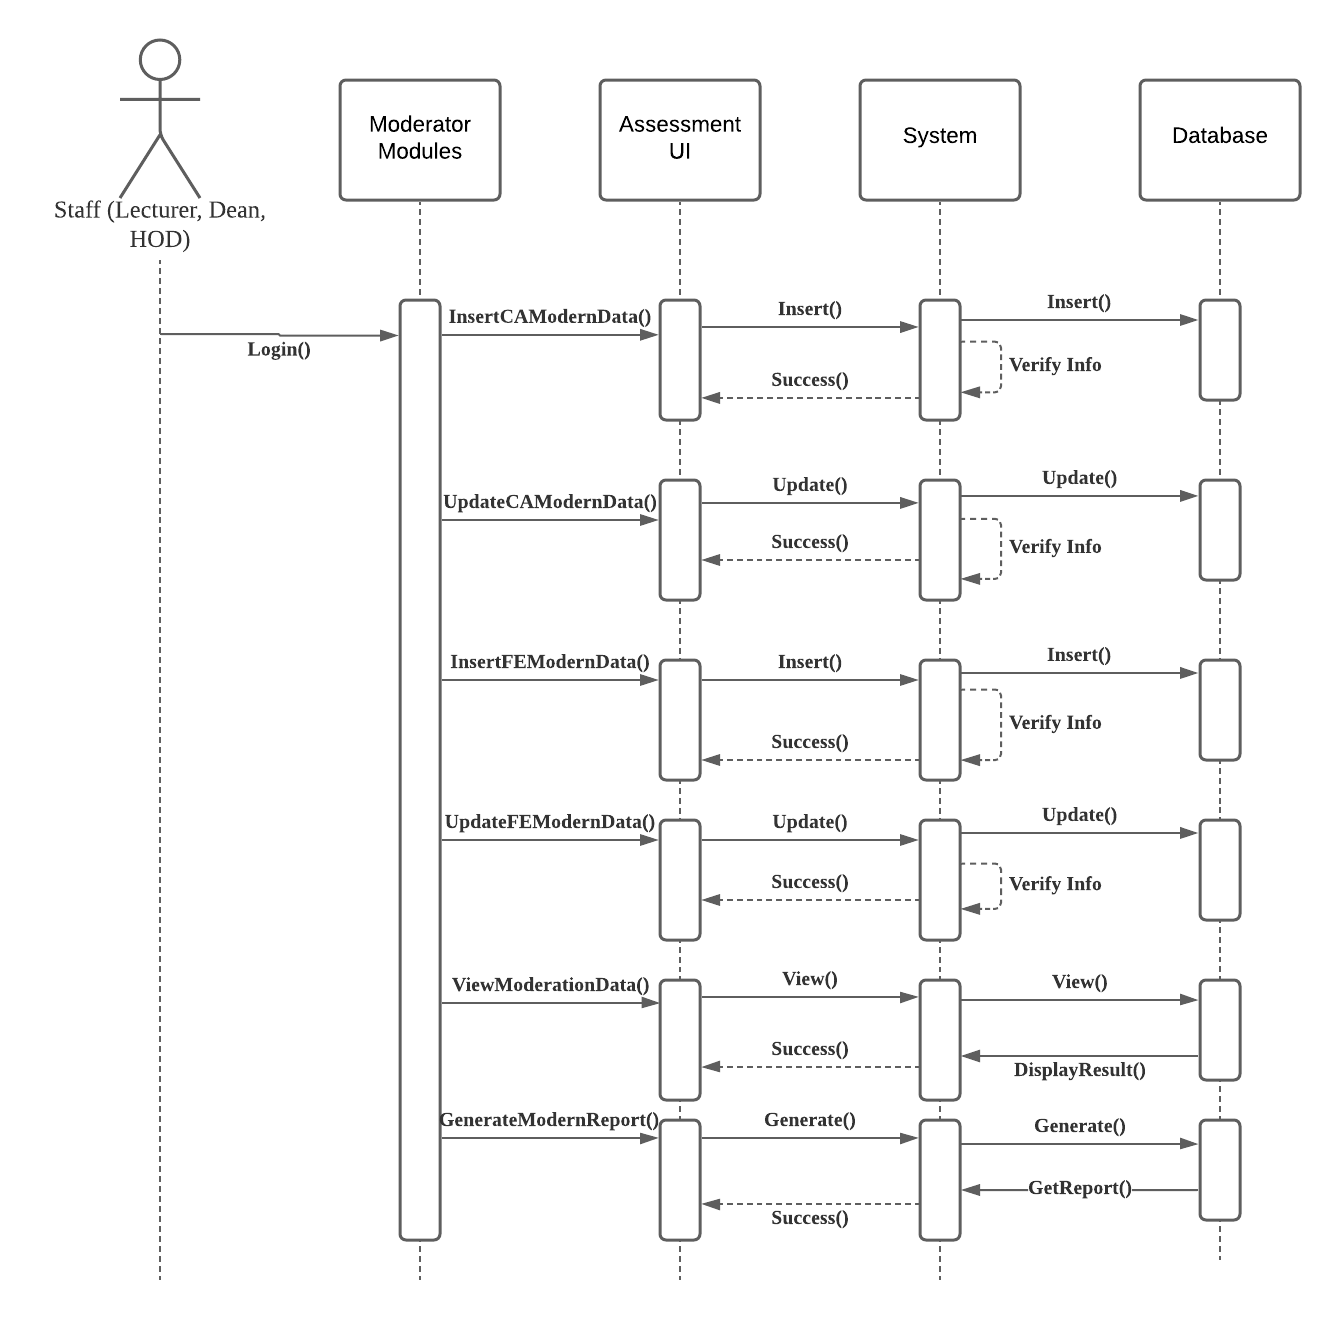 Moderator
Modules
Assessment
UI
System
Database
Staff (Lecturer, Dean,
HOD)
Login()
InsertCAModernData()
Insert()
Insert()
Verify Info
Success()
UpdateCAModernData()
Update()
Update()
Verify Info
Success()
InsertFEModernData()
Insert()
Insert()
Verify Info
Success()
UpdateFEModernData()
Update()
Update()
Verify Info
Success()
ViewModerationData()
View()
View()
Success()
DisplayResult()
GenerateModernReport()
Generate()
Generate()
GetReport()
Success()